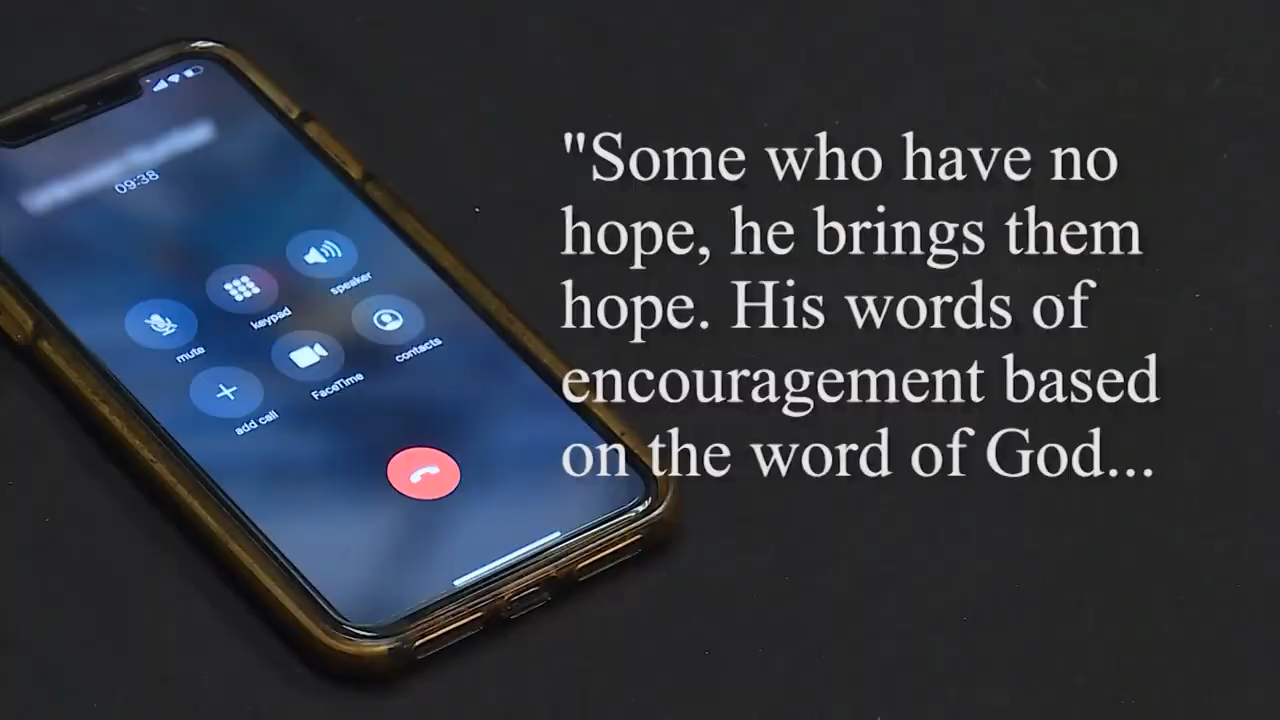 09:38
speaker
keypad
mute
contacts
FaceTime
add call
"Some who have no
hope, he brings them
hope. His words of
encouragement based
on the word of God...